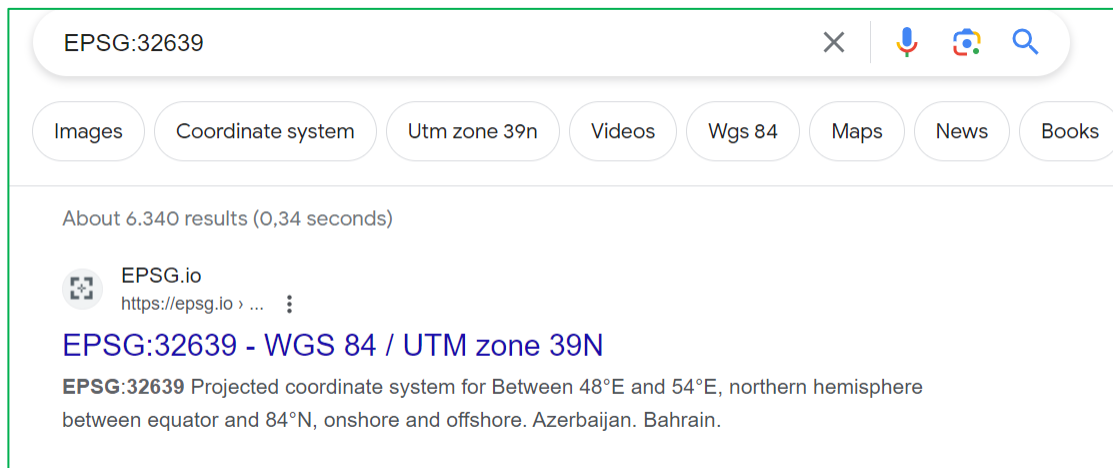 EPSG:32639
Images Coordinate system Utm zone 39n Videos Wgs 84 Maps News Books
About 6.340 results (0,34 seconds)
EPSG.io
https://epsg.io › ...
EPSG:32639 - WGS 84 / UTM zone 39N
EPSG:32639 Projected coordinate system for Between 48°E and 54°E, northern hemisphere
between equator and 84°N, onshore and offshore. Azerbaijan. Bahrain.